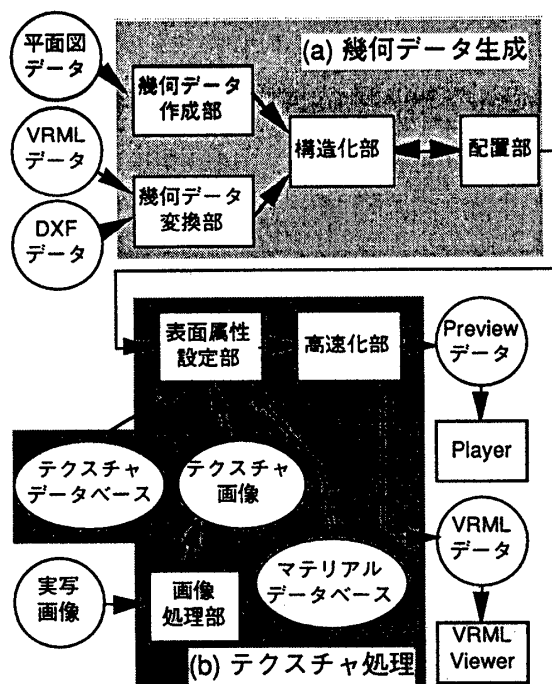 平面図
データ
(a) 幾何データ生成
幾何データ
作成部
VRML
データ
構造化部
配置部
幾何データ
変換部
DXF
データ
表面属性
設定部
高速化部
Preview
データ
Player
テクスチャ
データベース
テクスチャ
画像
VRML
データ
実写
画像
画像
処理部
マテリアル
データベース
(b) テクスチャ処理
VRML
Viewer